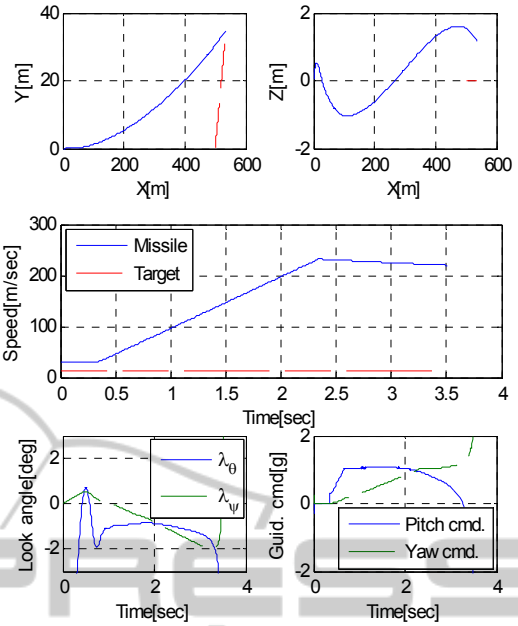 40
20
0
Y[m]
0
200
400
600
X[m]
2
0
-2
Z[m]
0
200
400
600
X[m]
300
200
100
0
Speed[m/sec]
Missile
Target
0
0.5
1
1.5
2
2.5
3
3.5
4
Time[sec]
2
0
-2
Look angle[deg]
λθ
λψ
0
2
4
Time[sec]
2
0
-2
Guid. cmd[g]
Pitch cmd.
Yaw cmd.
0
2
4
Time[sec]
PRESS